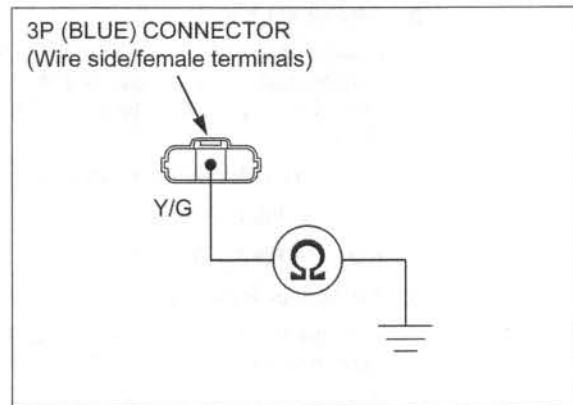 3P (BLUE) CONNECTOR
(Wire side/female terminals)
Y/G
Ω